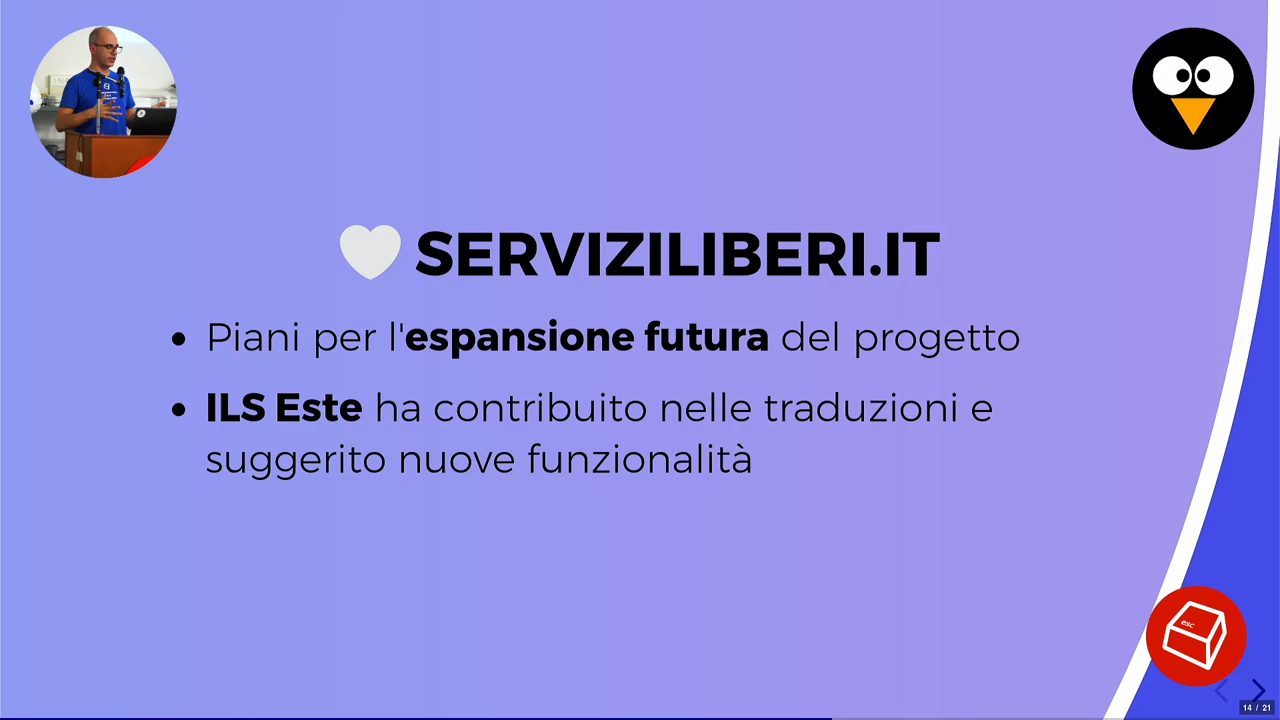 SERVIZILIBERI.IT
Piani per l'espansione futura del progetto
ILS Este ha contribuito nelle traduzioni e
suggerito nuove funzionalità
esc
14 / 21